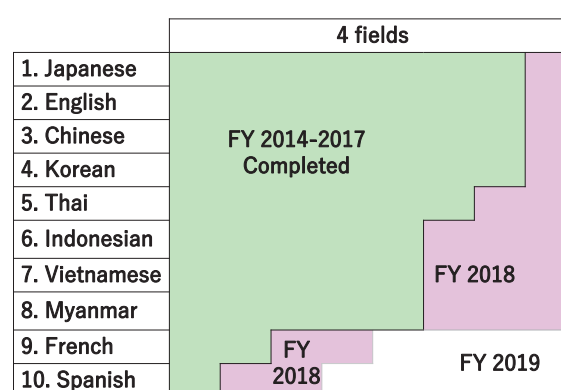 4 fields
1. Japanese
2. English
3. Chinese
4. Korean
5. Thai
6. Indonesian
7. Vietnamese
8. Myanmar
9. French
10. Spanish
FY 2014-2017
Completed
FY 2018
FY
2018
FY 2019